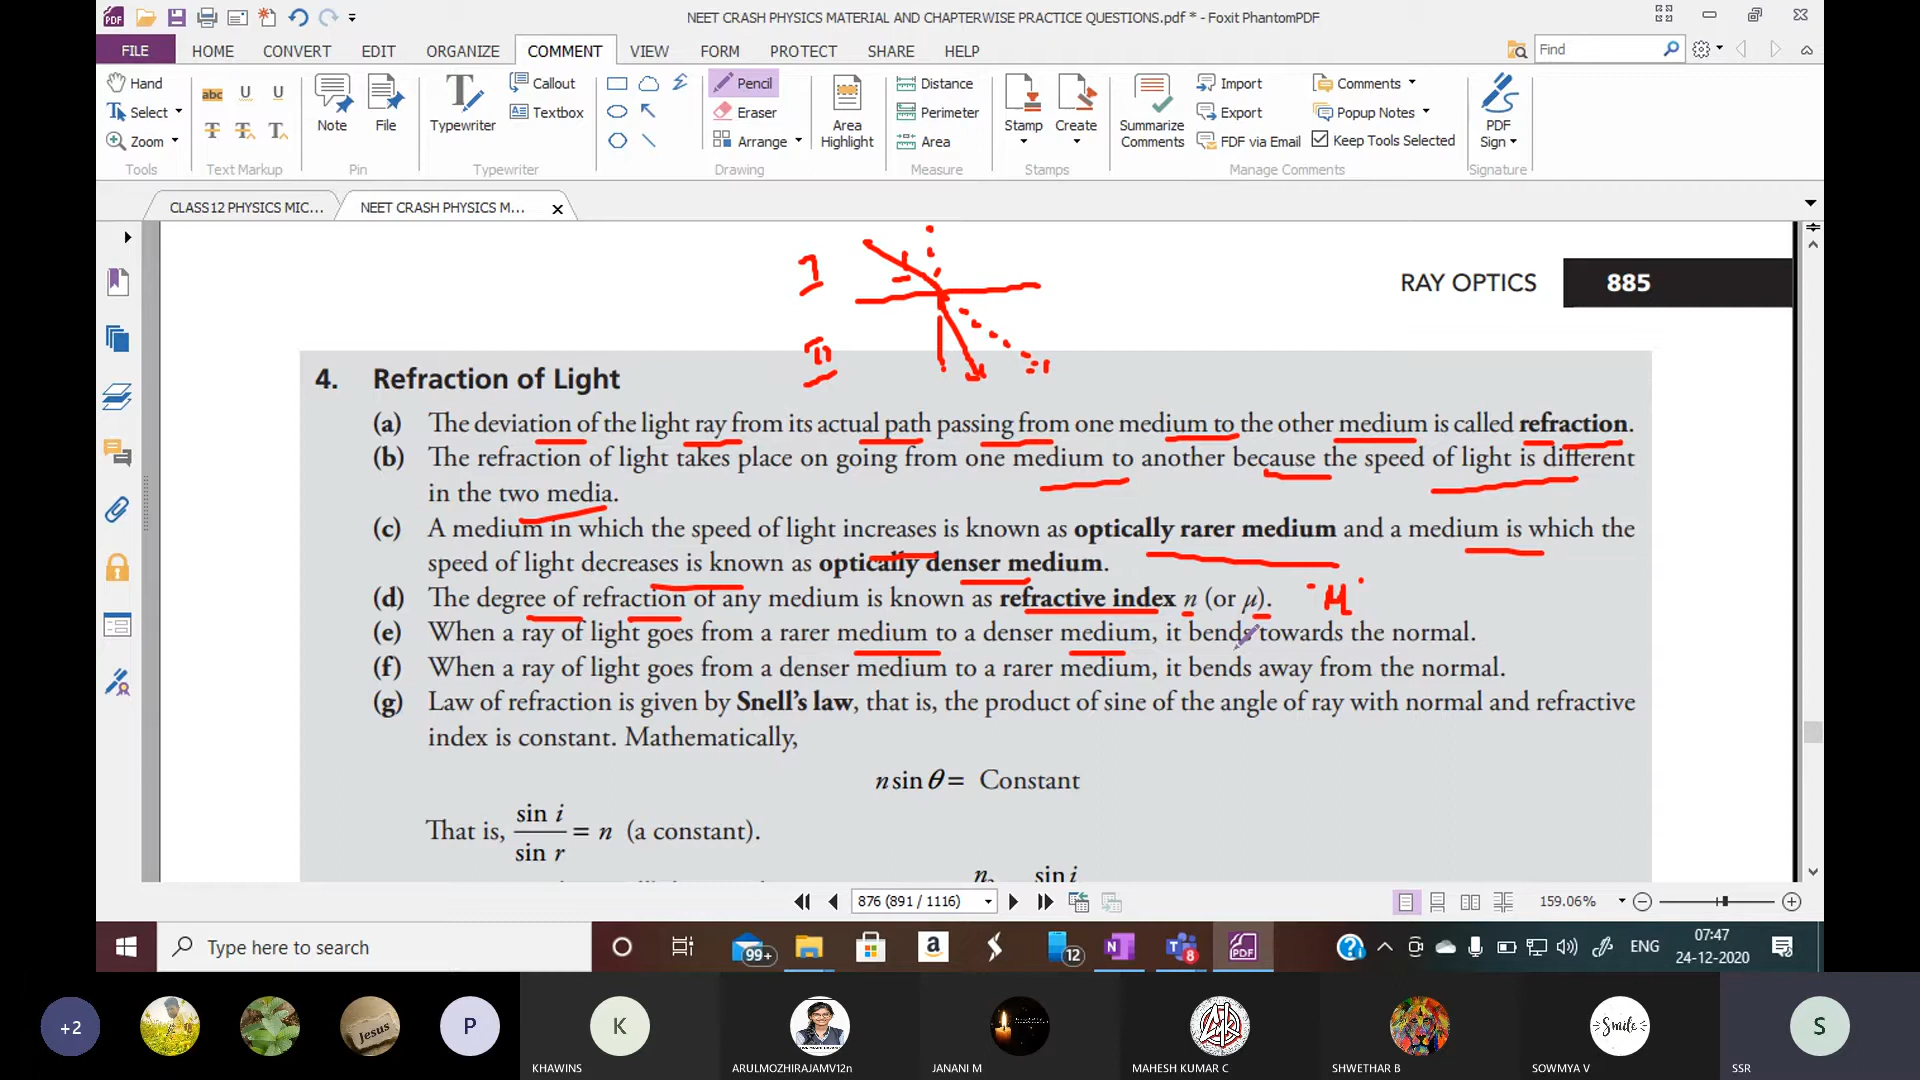 NEET CRASH PHYSICS MATERIAL AND CHAPTERWISE PRACTICE QUESTIONS.pdf * - Foxit PhantomPDF
FILE HOME CONVERT EDIT ORGANIZE COMMENT VIEW FORM PROTECT SHARE HELP Find
Hand
Select
Zoom
Tools
abc U U
T T T
Text Markup
Note File
Pin
Typewriter Callout Textbox
Typewriter
Pencil
Eraser
Arrange
Area Highlight
Drawing
Distance
Perimeter
Area
Measure
Stamp Create
Stamps
Summarize Comments
Import
Export
FDF via Email
Comments
Popup Notes
Keep Tools Selected
Manage Comments
PDF Sign
Signature
CLASS12 PHYSICS MIC... NEET CRASH PHYSICS M...
I
II
RAY OPTICS 885
4. Refraction of Light
(a) The deviation of the light ray from its actual path passing from one medium to the other medium is called refraction.
(b) The refraction of light takes place on going from one medium to another because the speed of light is different
in the two media.
(c) A medium in which the speed of light increases is known as optically rarer medium and a medium is which the
speed of light decreases is known as optically denser medium.
(d) The degree of refraction of any medium is known as refractive index n (or μ). μ
(e) When a ray of light goes from a rarer medium to a denser medium, it bends towards the normal.
(f) When a ray of light goes from a denser medium to a rarer medium, it bends away from the normal.
(g) Law of refraction is given by Snell's law, that is, the product of sine of the angle of ray with normal and refractive
index is constant. Mathematically,
n sin θ = Constant
That is, sin i / sin r = n (a constant).
sin i
876 (891 / 1116) 159.06%
Type here to search
99+ 12 8
ENG 07:47
24-12-2020
+2 P K Smile S
KHAWINS ARULMOZHIRAJAMV12n JANANI M MAHESH KUMAR C SHWETHAR B SOWMYA V SSR
Jesus